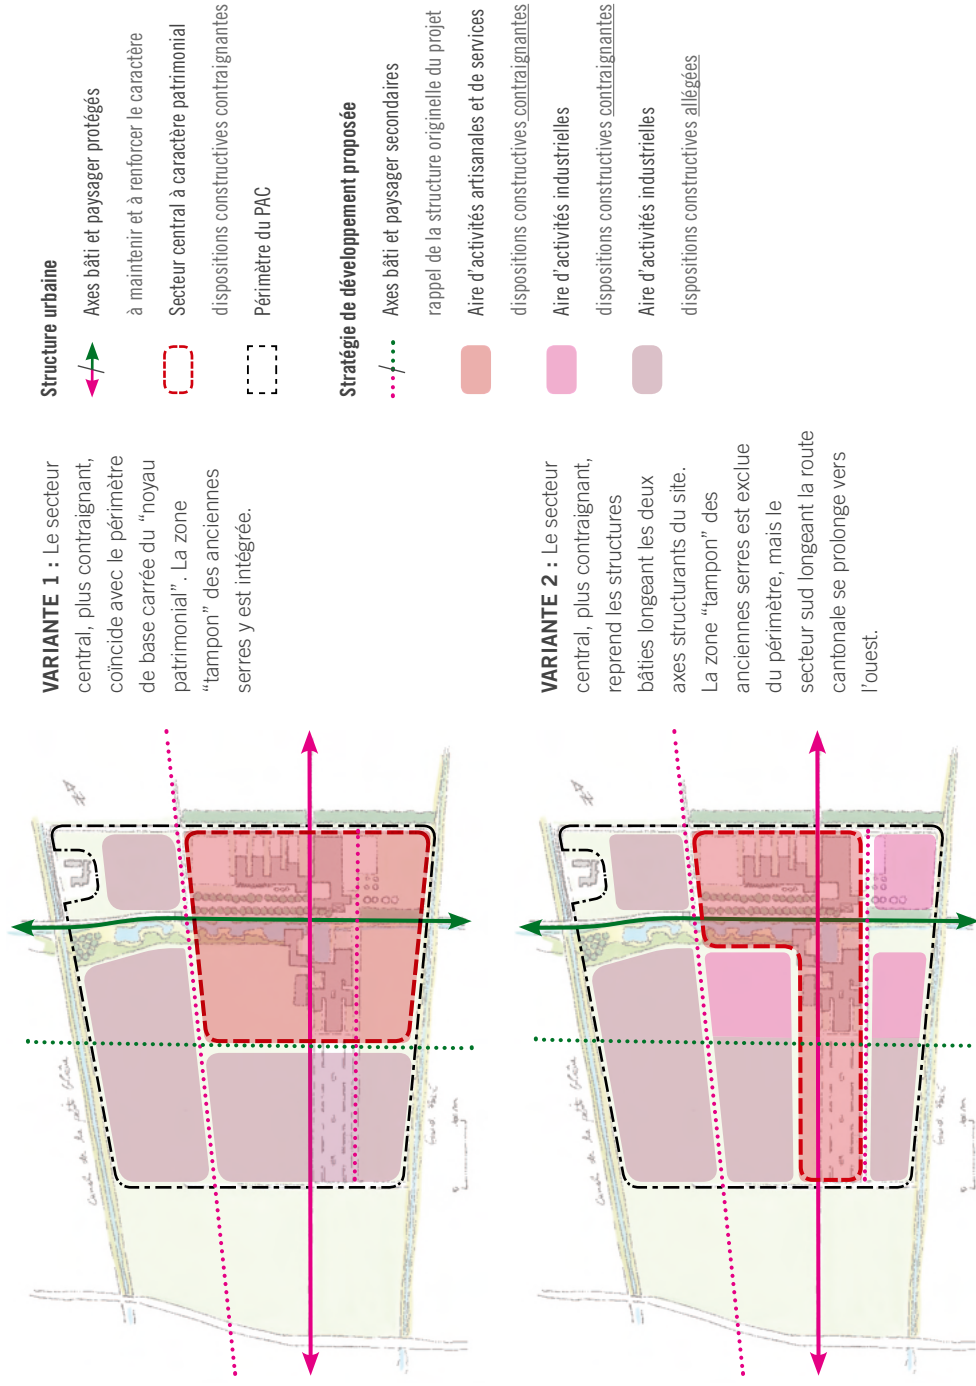 VARIANTE 1 : Le secteur
central, plus contraignant,
coïncide avec le périmètre
de base carrée du “noyau
patrimonial”. La zone
“tampon” des anciennes
serres y est intégrée.
VARIANTE 2 : Le secteur
central, plus contraignant,
reprend les structures
bâties longeant les deux
axes structurants du site.
La zone “tampon” des
anciennes serres est exclue
du périmètre, mais le
secteur sud longeant la route
cantonale se prolonge vers
l’ouest.
Structure urbaine
Axes bâti et paysager protégés
à maintenir et à renforcer le caractère
Secteur central à caractère patrimonial
dispositions constructives contraignantes
Périmètre du PAC
Stratégie de développement proposée
Axes bâti et paysager secondaires
rappel de la structure originelle du projet
Aire d’activités artisanales et de services
dispositions constructives contraignantes
Aire d’activités industrielles
dispositions constructives contraignantes
Aire d’activités industrielles
dispositions constructives allégées